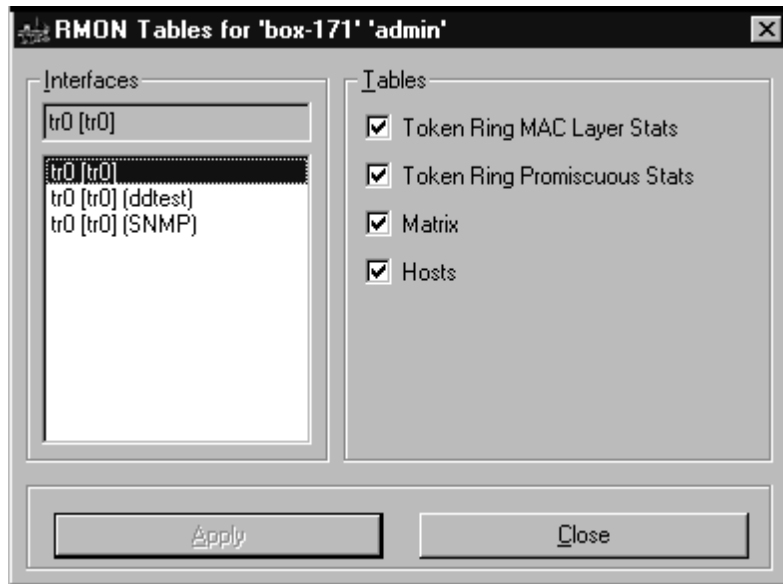 RMON Tables for 'box-171' 'admin'
Interfaces
tr0 [tr0]
tr0 [tr0]
tr0 [tr0] (ddtest)
tr0 [tr0] (SNMP)
Tables
Token Ring MAC Layer Stats
Token Ring Promiscuous Stats
Matrix
Hosts
Apply
Close